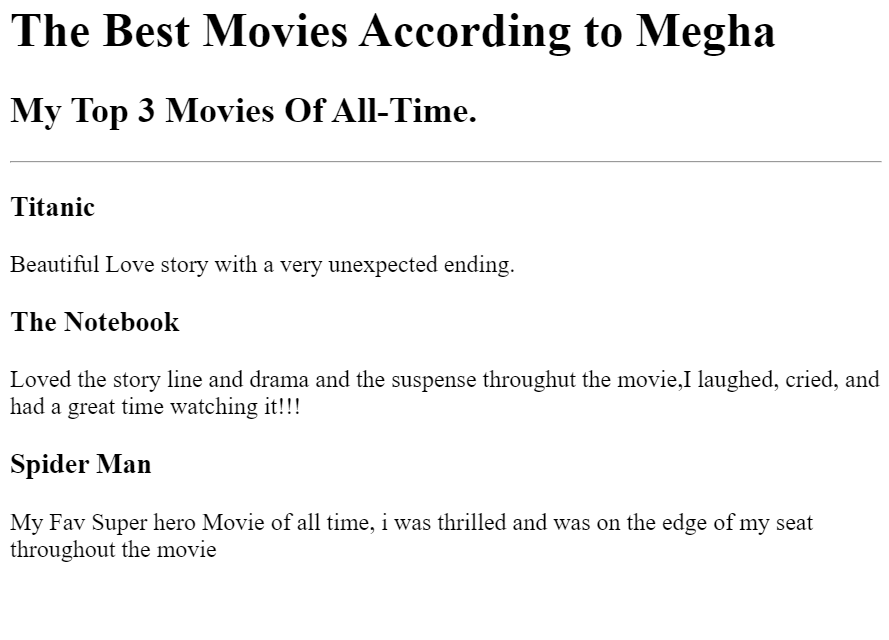 The Best Movies According to Megha
My Top 3 Movies Of All-Time.
Titanic
Beautiful Love story with a very unexpected ending.
The Notebook
Loved the story line and drama and the suspense throughut the movie,I laughed, cried, and
had a great time watching it!!!
Spider Man
My Fav Super hero Movie of all time, i was thrilled and was on the edge of my seat
throughout the movie